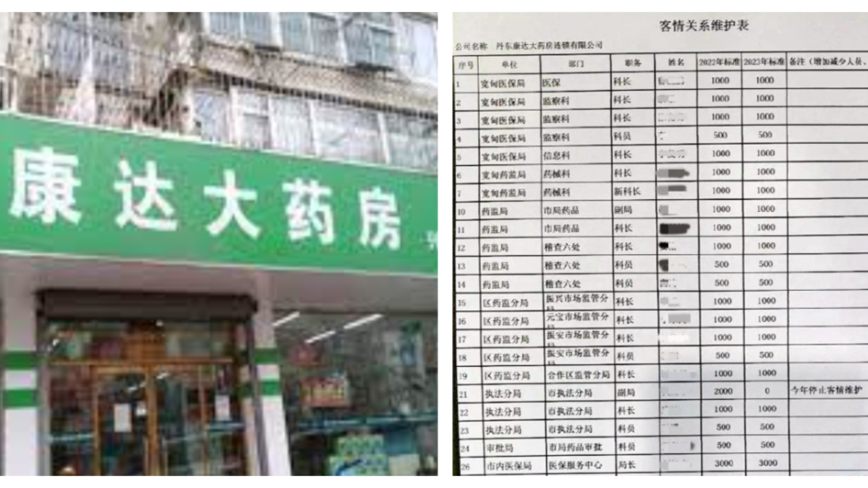 康达大药房
客情关系维护表
公司名称 丹东康达大药房连锁有限公司
序号 单位 部门 职务 姓名 2022年标准 2023年标准 备注(增加减少人员、
1 宽甸医保局 医保 科长 1000 1000
2 宽甸医保局 监察科 科长 1000 1000
3 宽甸医保局 监察科 科长 1000 1000
4 宽甸医保局 监察科 科员 500 500
5 宽甸医保局 信息科 科长 1000 1000
6 宽甸药监局 药械科 科长 1000 1000
7 宽甸药监局 药械科 新科长 1000 1000
10 药监局 市局药品 副局 1000 1000
11 药监局 市局药品 科长 1000 1000
12 药监局 稽查六处 科长 1000 1000
13 药监局 稽查六处 科员 500 500
14 药监局 稽查六处 科员 500 500
15 区药监分局 振兴市场监管分 科长 1000 1000
16 区药监分局 元宝市场监管分 科长 1000 1000
17 区药监分局 振安市场监管分 科长 1000 1000
18 区药监分局 振安市场监管分 科员 500 500
19 区药监分局 合作区监管分局 科长 1000 1000
21 执法分局 市执法分局 副局 2000 0 今年停止客情维护
22 执法分局 市执法分局 科长 1000 1000
23 执法分局 市执法分局 科员 500 500
24 审批局 市局药品审批 科员 500 500
26 市内医保局 医保服务中心 局长 3000 3000